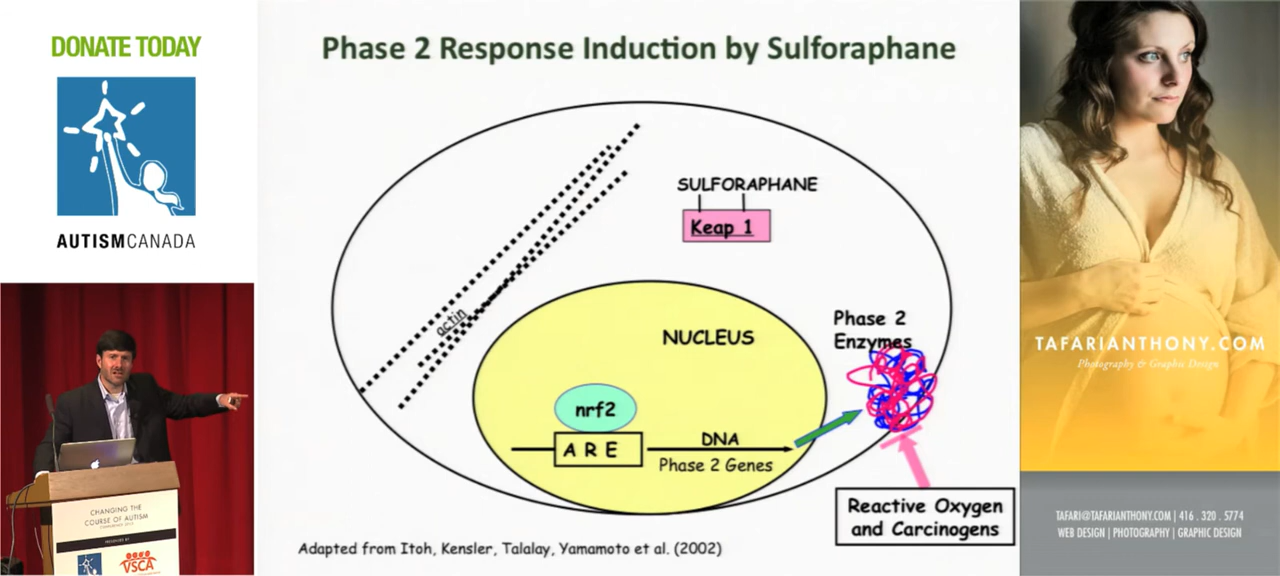 DONATE TODAY
AUTISMCANADA
CHANGING THE
COURSE OF AUTISM
VSCA
Phase 2 Response Induction by Sulforaphane
SULFORAPHANE
Keap 1
actin
NUCLEUS
Phase 2
Enzymes
nrf2
A R E
DNA
Phase 2 Genes
Reactive Oxygen
and Carcinogens
Adapted from Itoh, Kensler, Talalay, Yamamoto et al. (2002)
TAFARIANTHONY.COM
Photography & Graphic Design
TAFARI@TAFARIANTHONY.COM | 416 . 320 . 5774
WEB DESIGN | PHOTOGRAPHY | GRAPHIC DESIGN